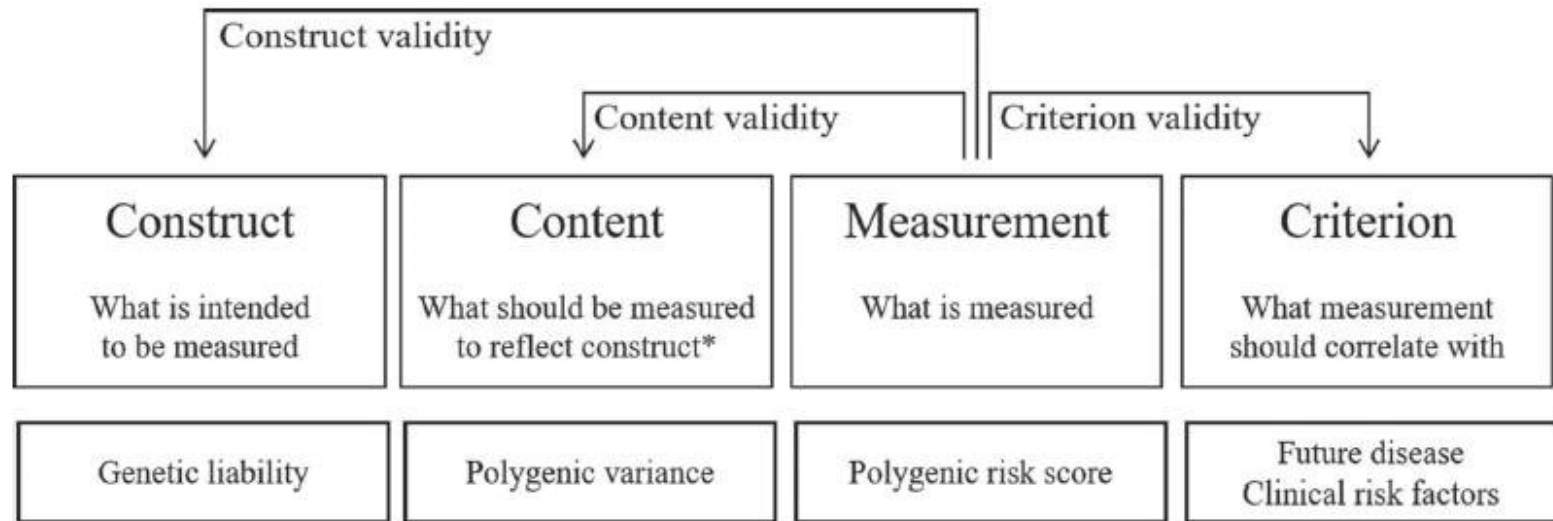 Construct validity
Content validity
Criterion validity
Construct
What is intended
to be measured
Content
What should be measured
to reflect construct*
Measurement
What is measured
Criterion
What measurement
should correlate with
Genetic liability
Polygenic variance
Polygenic risk score
Future disease
Clinical risk factors